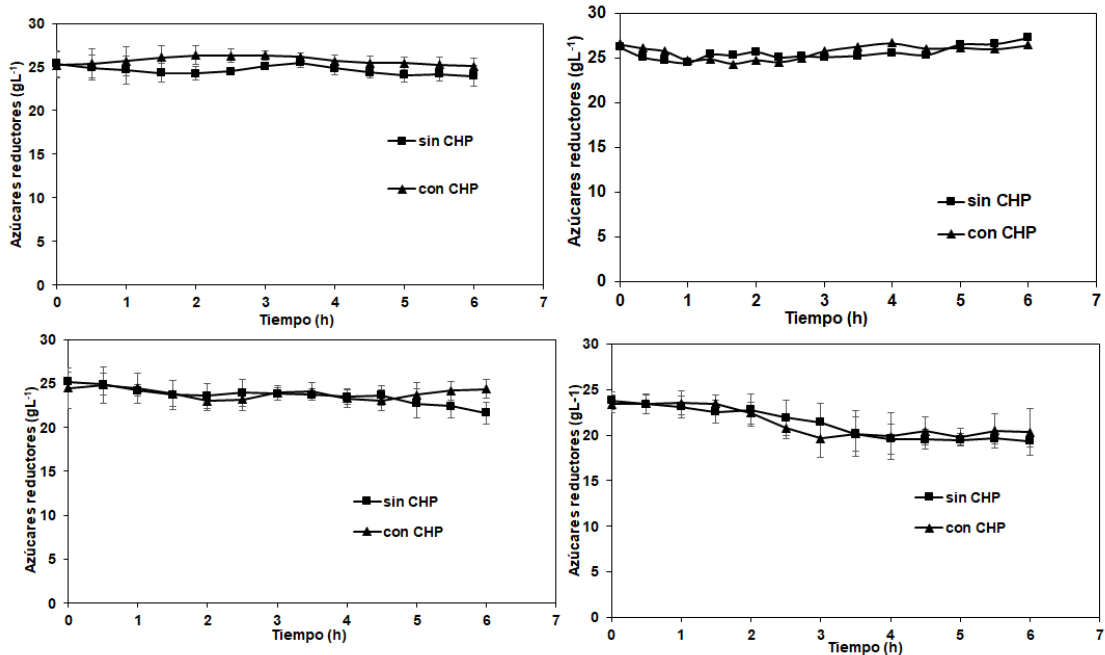 Azúcares reductores (gL⁻¹)
30
25
20
15
10
5
0
sin CHP
con CHP
0 1 2 3 4 5 6 7
Tiempo (h)
Azúcares reductores (gL⁻¹)
30
25
20
15
10
5
0
sin CHP
con CHP
0 1 2 3 4 5 6 7
Tiempo (h)
Azúcares reductores (gL⁻¹)
30
25
20
15
10
5
0
sin CHP
con CHP
0 1 2 3 4 5 6 7
Tiempo (h)
Azúcares reductores (gL-1)
30
25
20
15
10
5
0
sin CHP
con CHP
0 1 2 3 4 5 6 7
Tiempo (h)